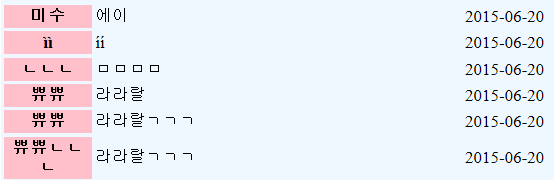 미수 에이 2015-06-20
ìì íí 2015-06-20
ㄴㄴㄴ ㅁㅁㅁㅁ 2015-06-20
쀼쀼 라라랄 2015-06-20
쀼쀼 라라랄ㄱㄱㄱ 2015-06-20
쀼쀼ㄴㄴ
ㄴ 라라랄ㄱㄱㄱ 2015-06-20